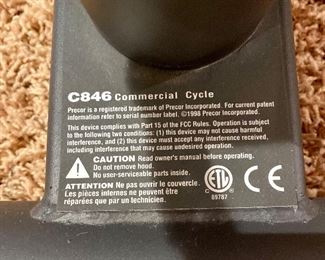 C846 Commercial Cycle
Precor is a registered trademark of Precor Incorporated. For current patent
information refer to serial number label. ©1998 Precor Incorporated.
This device complies with Part 15 of the FCC Rules. Operation is subject
to the following two conditions: (1) this device may not cause harmful
interference, and (2) this device must accept any interference received,
including interference that may cause undesired operation.
CAUTION Read owner's manual before operating.
Do not remove hood.
No user-serviceable parts inside.
ATTENTION Ne pas ouvrir le couvercle.
Les pièces internes ne peuvent être
réparées que par un technicien.
ETL
C
CE
69787